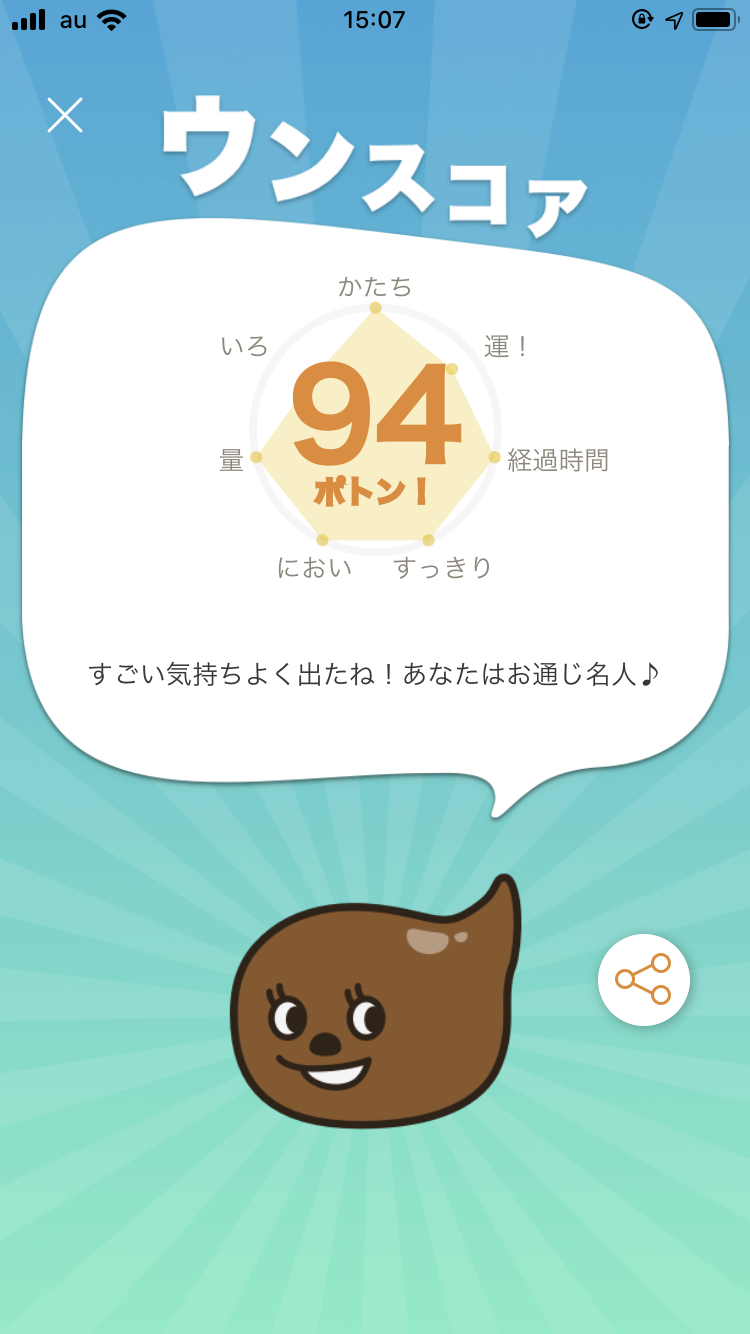 au 15:07
ウンスコア
かたち
いろ
運！
94
量
経過時間
ポトン！
におい
すっきり
すごい気持ちよく出たね！あなたはお通じ名人♪